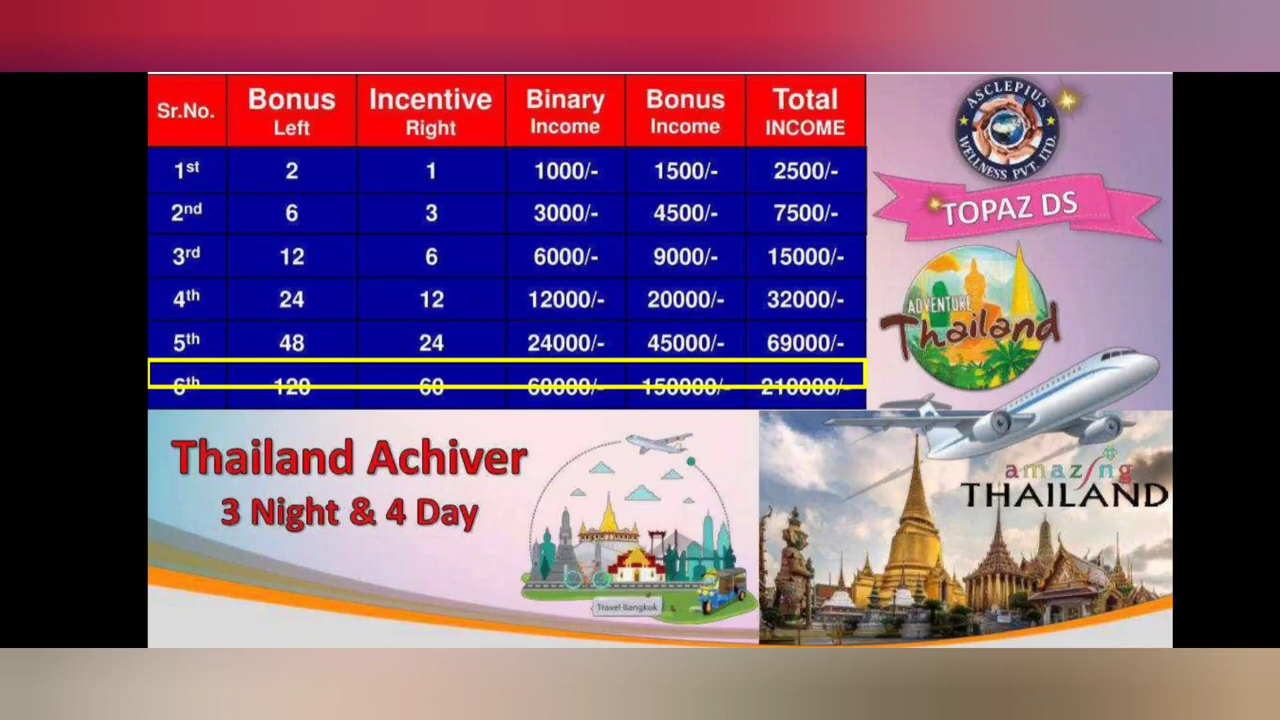 Sr.No. Bonus Left Incentive Right Binary Income Bonus Income Total INCOME
1st 2 1 1000/- 1500/- 2500/-
2nd 6 3 3000/- 4500/- 7500/-
3rd 12 6 6000/- 9000/- 15000/-
4th 24 12 12000/- 20000/- 32000/-
5th 48 24 24000/- 45000/- 69000/-
6th 120 60 60000/- 150000/- 210000/-
ASCLEPIUS
WELLNESS PVT. LTD.
TOPAZ DS
ADVENTURE
Thailand
Thailand Achiver
3 Night & 4 Day
Travel Bangkok
amazing
THAILAND